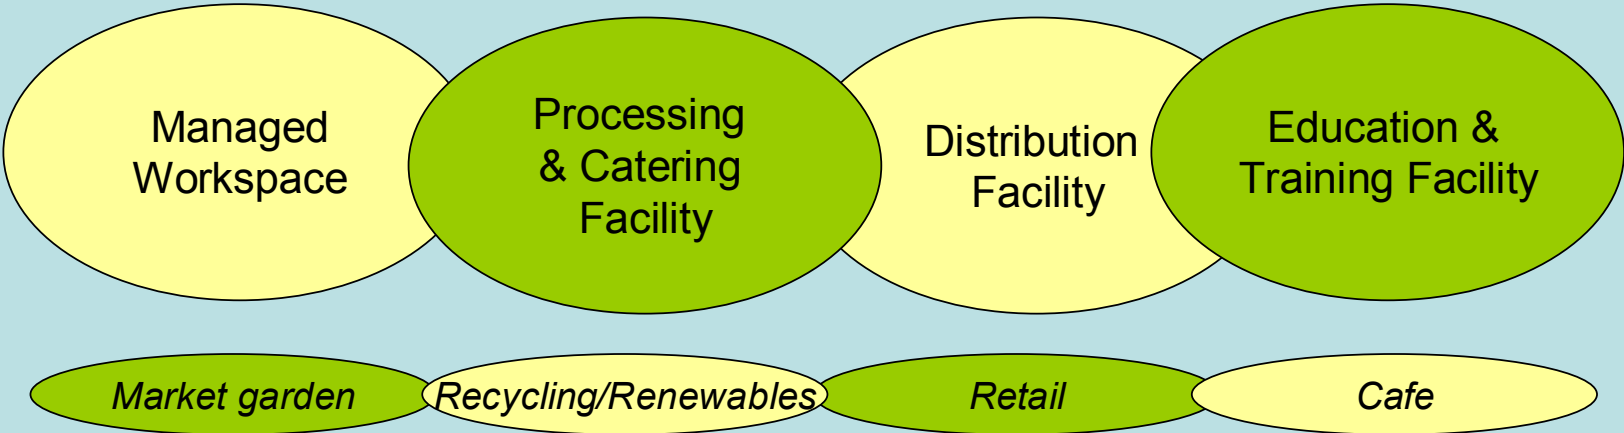 Managed
Workspace
Processing
& Catering
Facility
Distribution
Facility
Education &
Training Facility
Market garden
Recycling/Renewables
Retail
Cafe